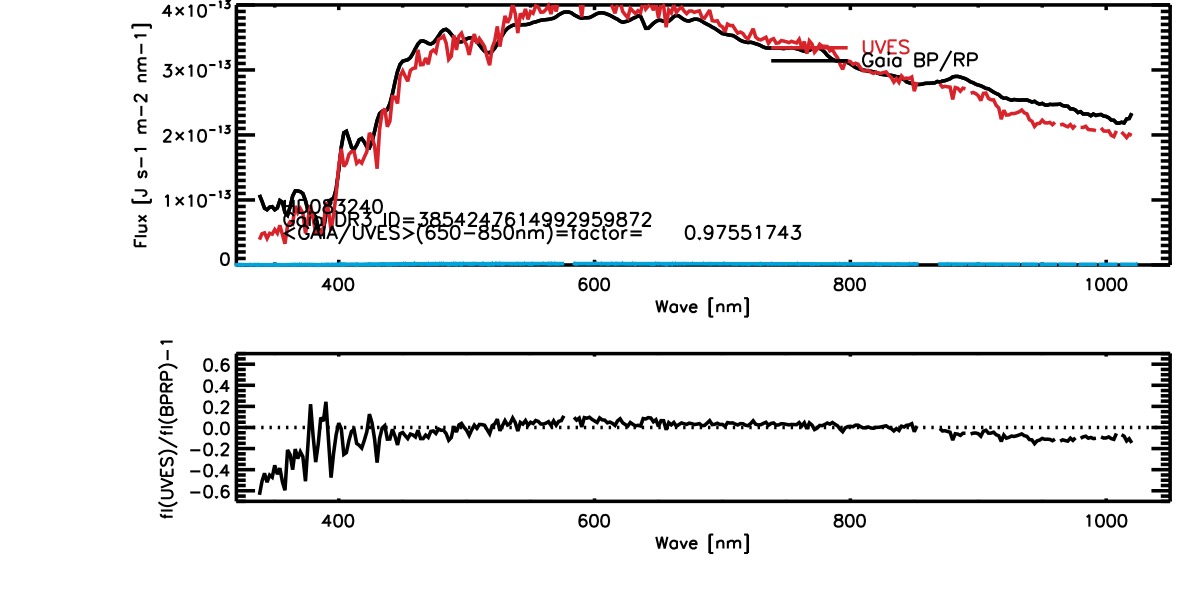 4×10−13
3×10−13
2×10−13
1×10−13
0
Flux [J s−1 m−2 nm−1]
UVES
Gaia BP/RP
HD083240
Gaia DR3 ID=3854247614992959872
<GAIA/UVES>(650−850nm)=factor= 0.97551743
400 600 800 1000
Wave [nm]
0.6
0.4
0.2
0.0
−0.2
−0.4
−0.6
fl(UVES)/fl(BPRP)−1
400 600 800 1000
Wave [nm]